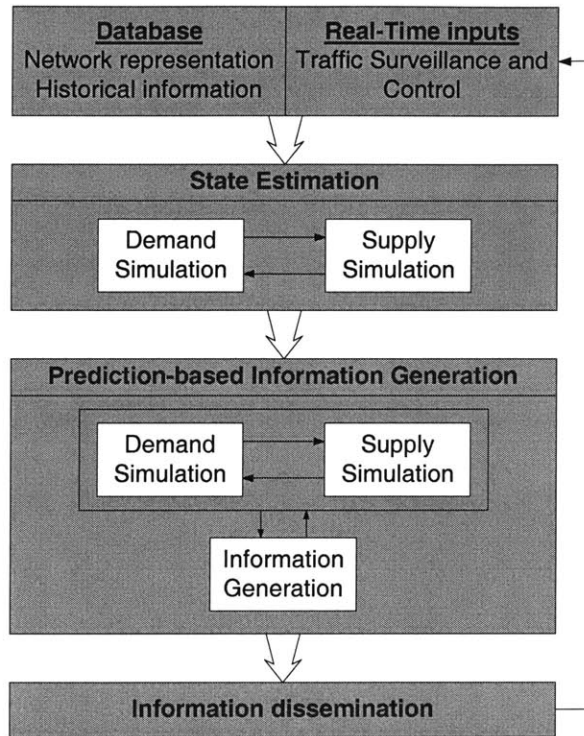 Database
Network representation
Historical information
Real-Time inputs
Traffic Surveillance and
Control
State Estimation
Demand
Simulation
Supply
Simulation
Prediction-based Information Generation
Demand
Simulation
Supply
Simulation
Information
Generation
Information dissemination